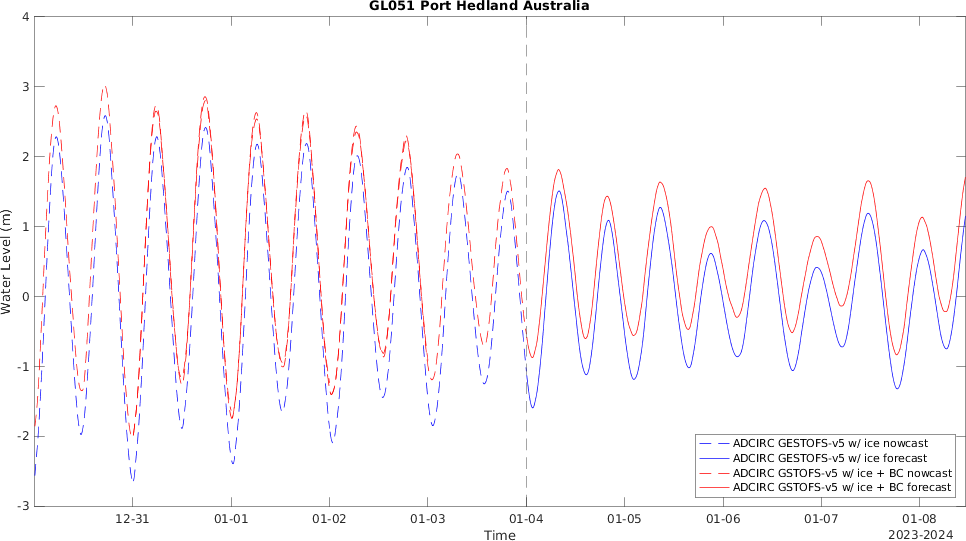 GL051 Port Hedland Australia
4
3
2
1
0
-1
-2
-3
Water Level (m)
ADCIRC GESTOFS-v5 w/ ice nowcast
ADCIRC GESTOFS-v5 w/ ice forecast
ADCIRC GSTOFS-v5 w/ ice + BC nowcast
ADCIRC GSTOFS-v5 w/ ice + BC forecast
12-31 01-01 01-02 01-03 01-04 01-05 01-06 01-07 01-08
Time 2023-2024